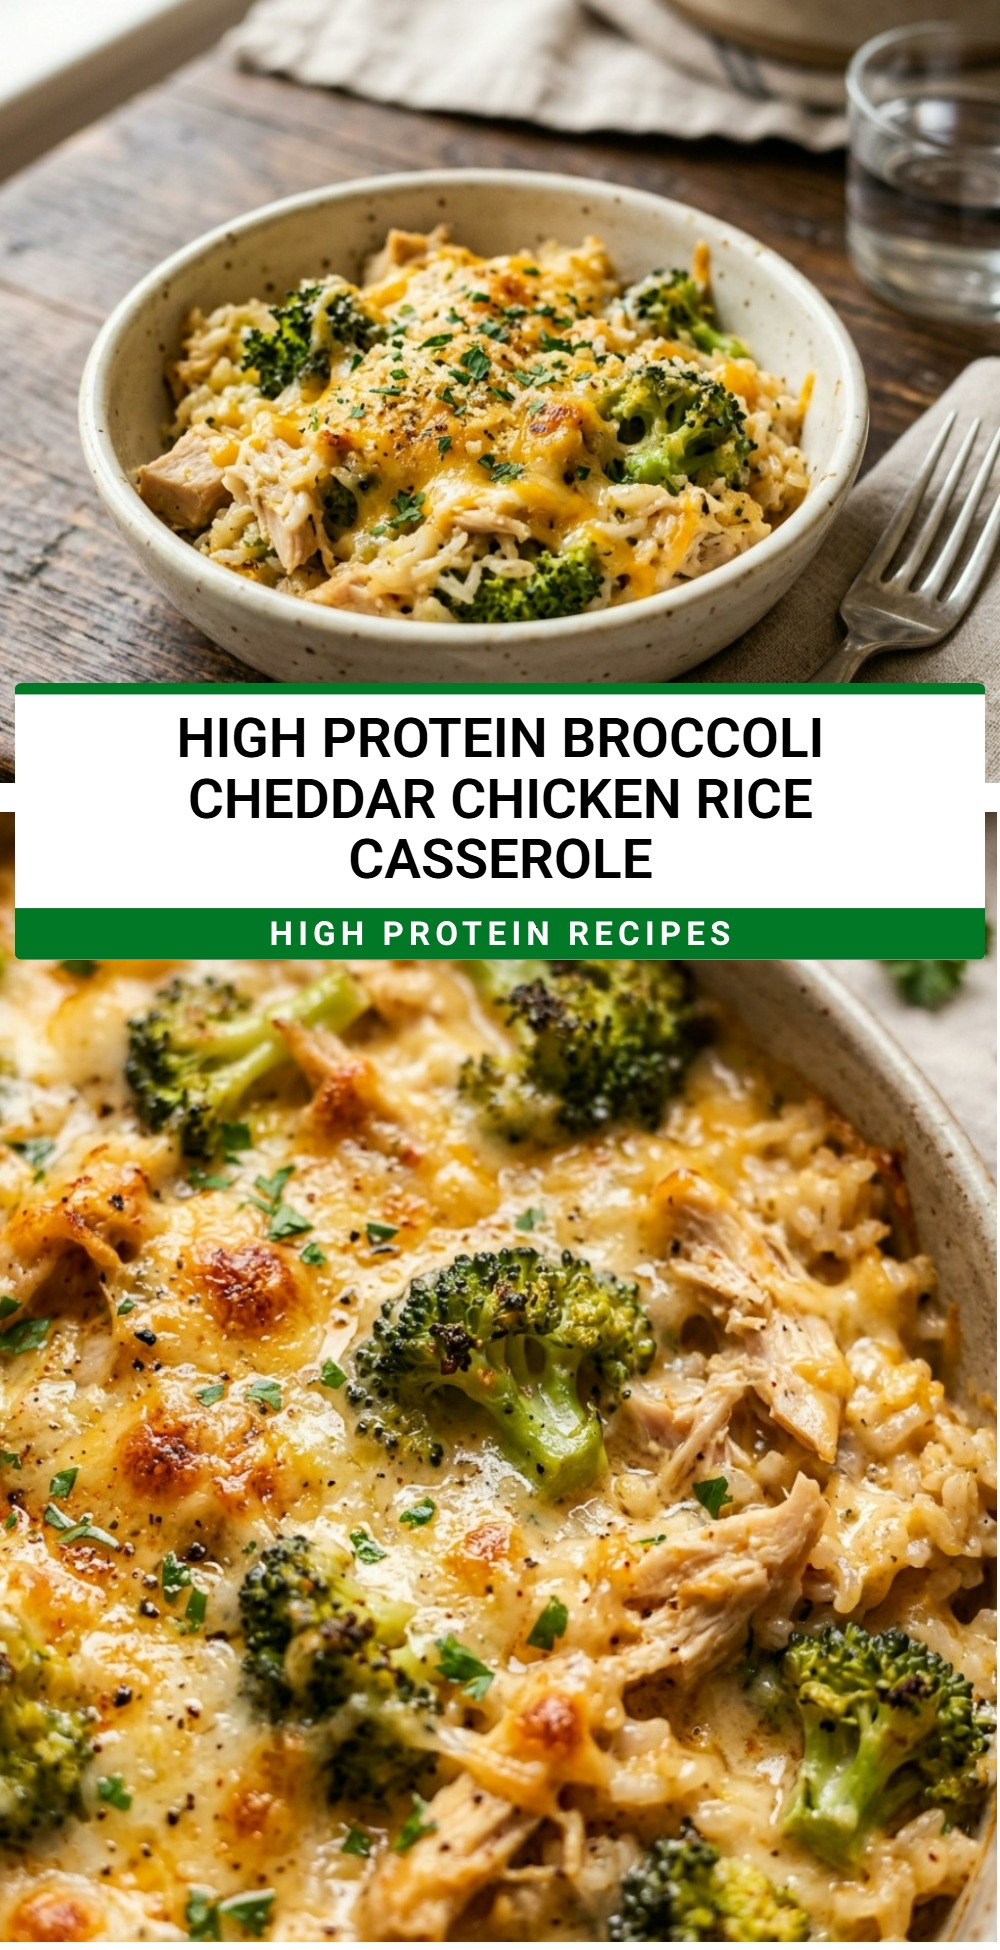 HIGH PROTEIN BROCCOLI
CHEDDAR CHICKEN RICE
CASSEROLE
HIGH PROTEIN RECIPES